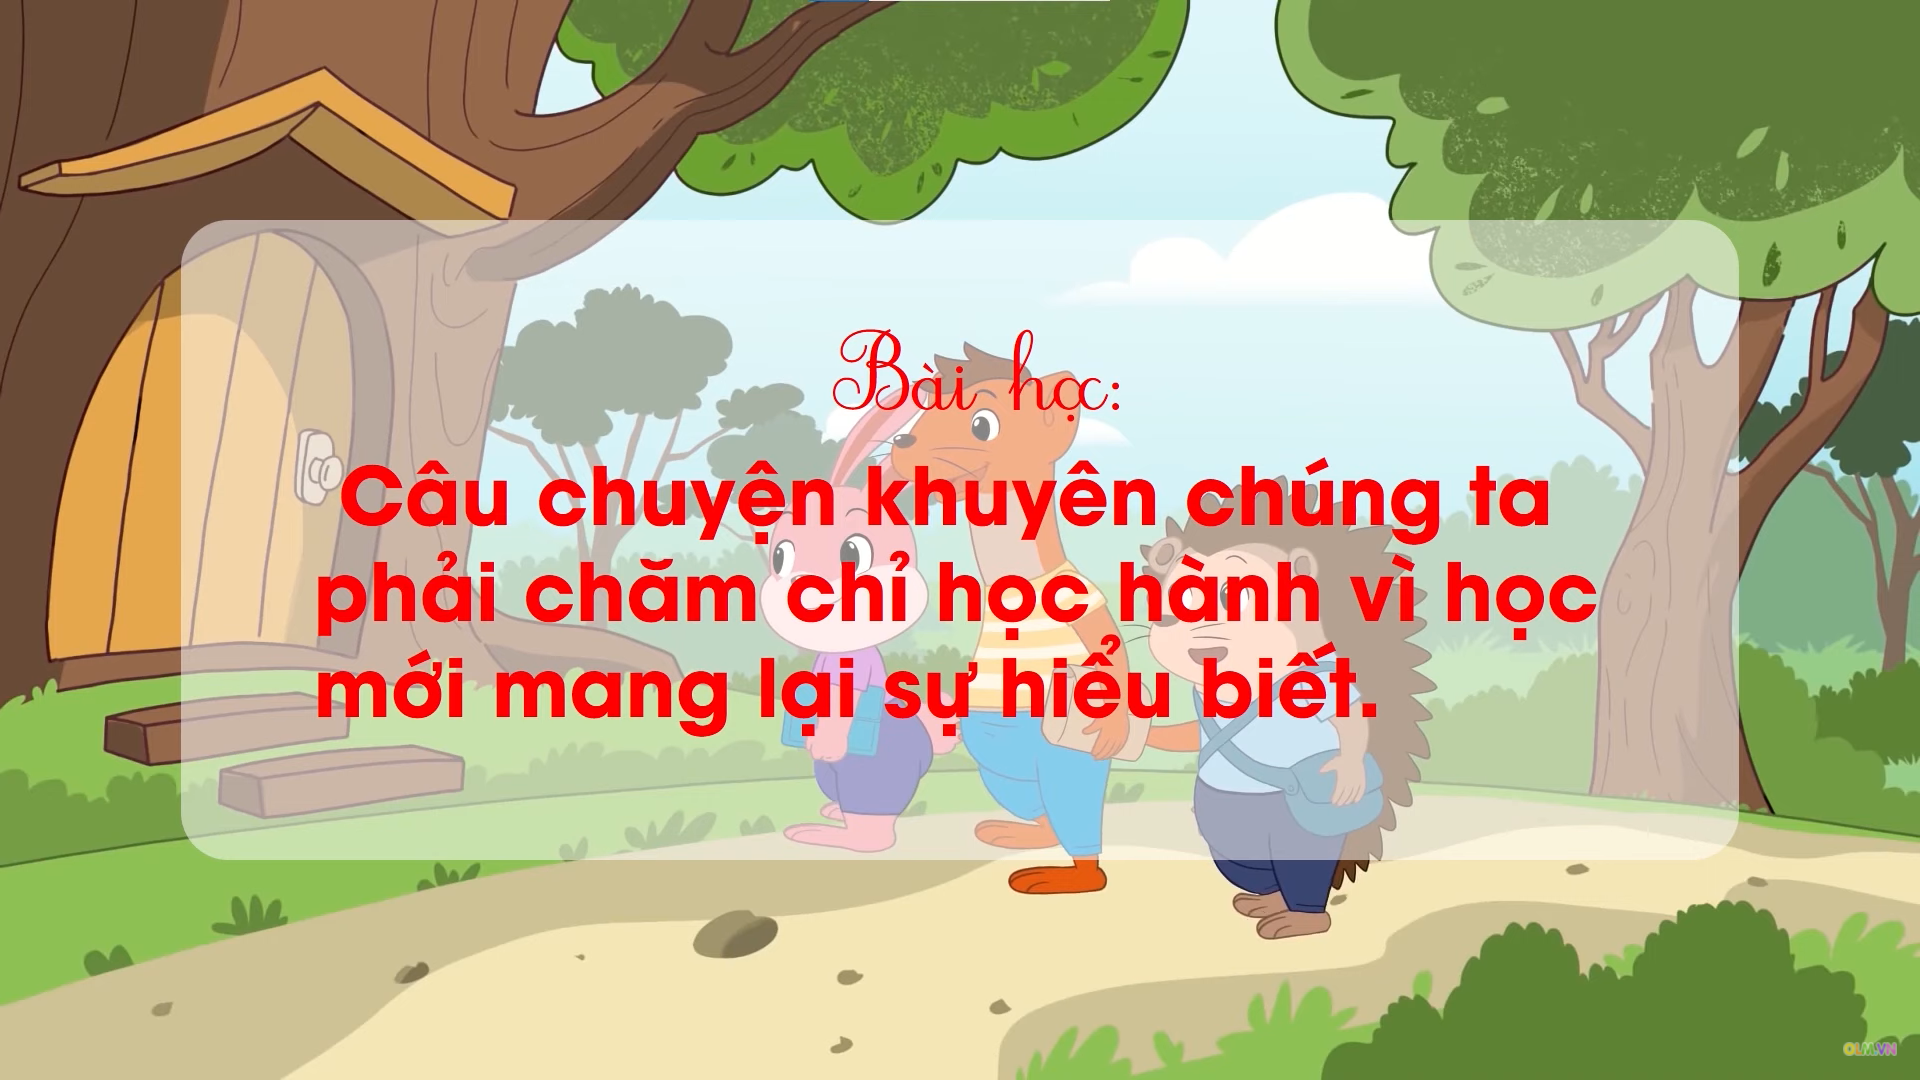 Bài học:
Câu chuyện khuyên chúng ta
phải chăm chỉ học hành vì học
mới mang lại sự hiểu biết.
OLM.VN